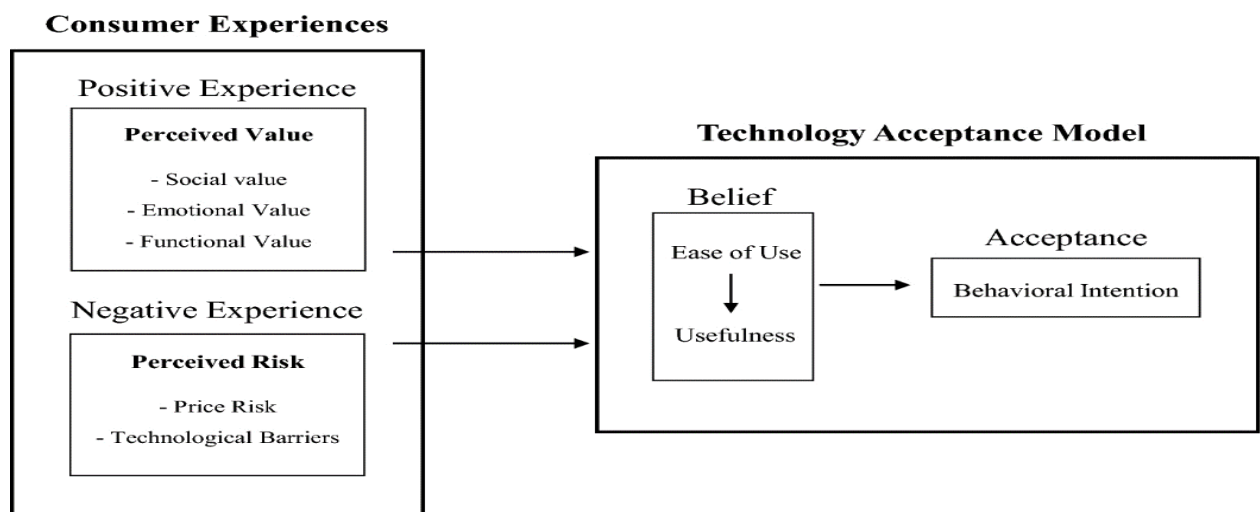 Consumer Experiences
Positive Experience
Perceived Value
- Social value
- Emotional Value
- Functional Value
Negative Experience
Perceived Risk
- Price Risk
- Technological Barriers
Technology Acceptance Model
Belief
Ease of Use
Usefulness
Acceptance
Behavioral Intention